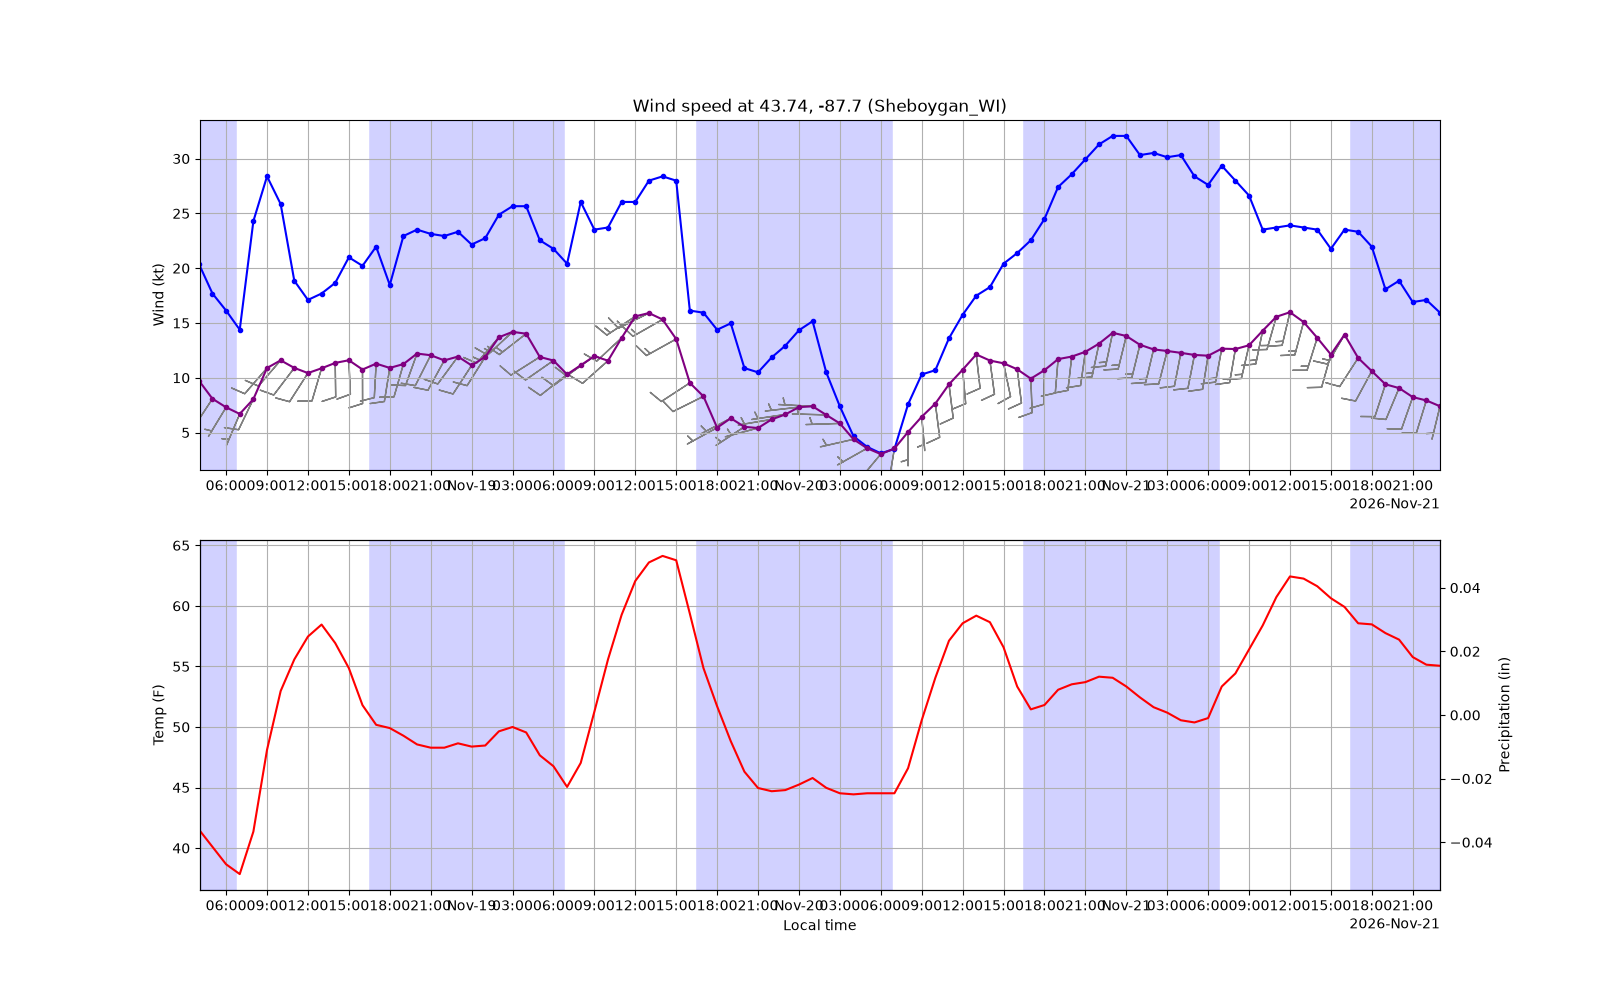 Wind speed at 43.74, -87.7 (Sheboygan_WI)
Wind (kt)
30
25
20
15
10
5
06:00 09:00 12:00 15:00 18:00 21:00 Nov-19 03:00 06:00 09:00 12:00 15:00 18:00 21:00 Nov-20 03:00 06:00 09:00 12:00 15:00 18:00 21:00 Nov-21 03:00 06:00 09:00 12:00 15:00 18:00 21:00
2026-Nov-21
Temp (F)
65
60
55
50
45
40
0.04
0.02
0.00
−0.02
−0.04
Precipitation (in)
06:00 09:00 12:00 15:00 18:00 21:00 Nov-19 03:00 06:00 09:00 12:00 15:00 18:00 21:00 Nov-20 03:00 06:00 09:00 12:00 15:00 18:00 21:00 Nov-21 03:00 06:00 09:00 12:00 15:00 18:00 21:00
Local time
2026-Nov-21